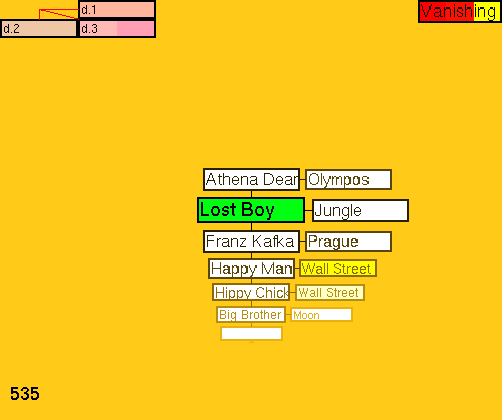 d.1
Vanishing
d.2
d.3
Athena Dear
Olympos
Lost Boy
Jungle
Franz Kafka
Prague
Happy Man
Wall Street
Hippy Chick
Wall Street
Big Brother
Moon
535